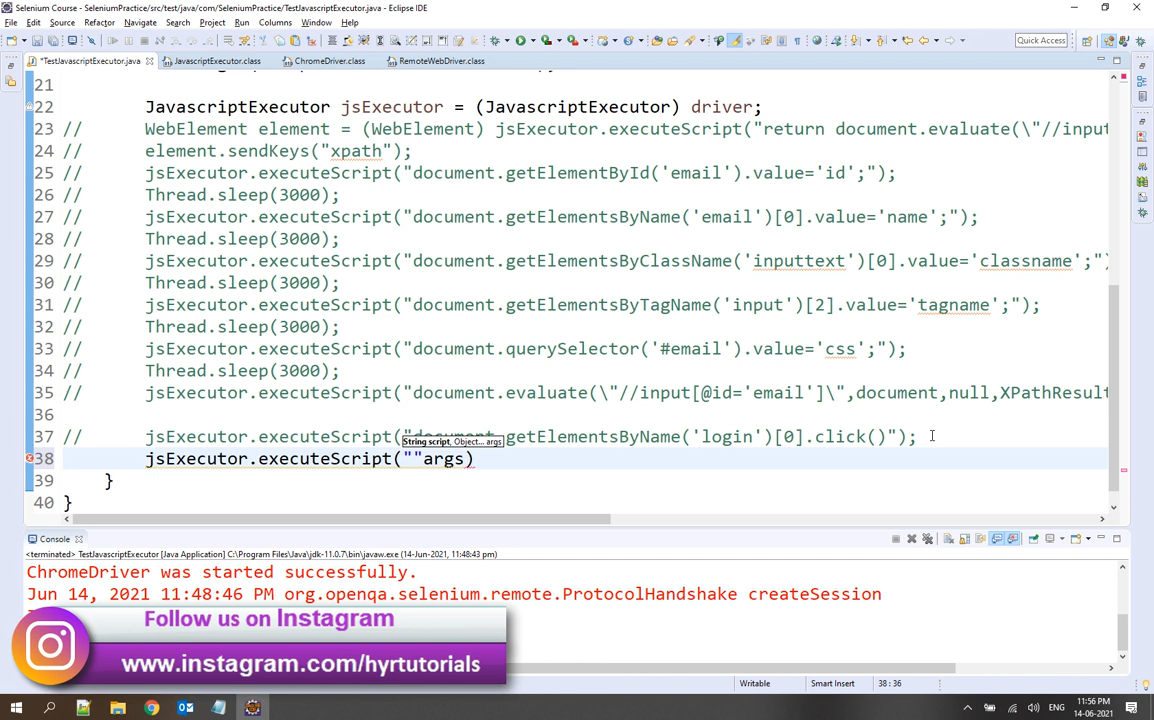 Selenium Course - SeleniumPractice/src/test/java/com/SeleniumPractice/TestJavascriptExecutor.java - Eclipse IDE
File Edit Source Refactor Navigate Search Project Run Columns Window Help
Quick Access
*TestJavascriptExecutor.java JavascriptExecutor.class ChromeDriver.class RemoteWebDriver.class
21
22 JavascriptExecutor jsExecutor = (JavascriptExecutor) driver;
23 // WebElement element = (WebElement) jsExecutor.executeScript("return document.evaluate(\"//input
24 // element.sendKeys("xpath");
25 // jsExecutor.executeScript("document.getElementById('email').value='id';");
26 // Thread.sleep(3000);
27 // jsExecutor.executeScript("document.getElementsByName('email')[0].value='name';");
28 // Thread.sleep(3000);
29 // jsExecutor.executeScript("document.getElementsByClassName('inputtext')[0].value='classname';")
30 // Thread.sleep(3000);
31 // jsExecutor.executeScript("document.getElementsByTagName('input')[2].value='tagname';");
32 // Thread.sleep(3000);
33 // jsExecutor.executeScript("document.querySelector('#email').value='css';");
34 // Thread.sleep(3000);
35 // jsExecutor.executeScript("document.evaluate(\"//input[@id='email']\",document,null,XPathResult
36
37 // jsExecutor.executeScript("document.getElementsByName('login')[0].click()");
String script, Object... args
38 jsExecutor.executeScript(""args)
39 }
40 }
Console
<terminated> TestJavascriptExecutor [Java Application] C:\Program Files\Java\jdk-11.0.7\bin\javaw.exe (14-Jun-2021, 11:48:43 pm)
ChromeDriver was started successfully.
Jun 14, 2021 11:48:46 PM org.openqa.selenium.remote.ProtocolHandshake createSession
Follow us on Instagram
www.instagram.com/hyrtutorials
Writable Smart Insert 38 : 36
ENG 11:56 PM
14-06-2021